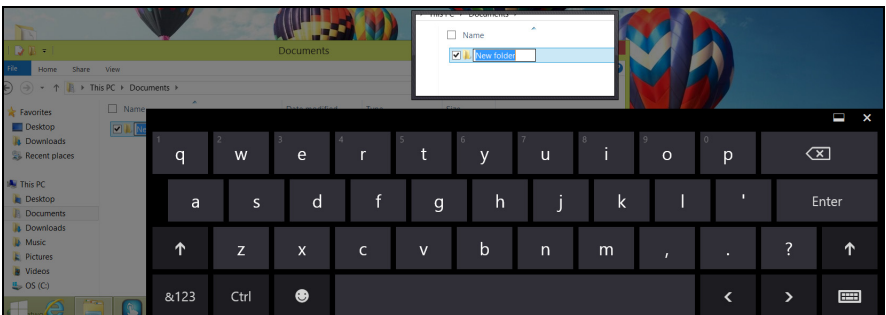 This PC ▸ Documents ▸
Name
New folder
Documents
File Home Share View
This PC ▸ Documents ▸
Name Date modified Type Size
Favorites
Desktop
Downloads
Recent places
This PC
Desktop
Documents
Downloads
Music
Pictures
Videos
OS (C:)
Ne
1 2 3 4 5 6 7 8 9 0
q w e r t y u i o p
a s d f g h j k l ' Enter
z x c v b n m , . ?
&123 Ctrl < >